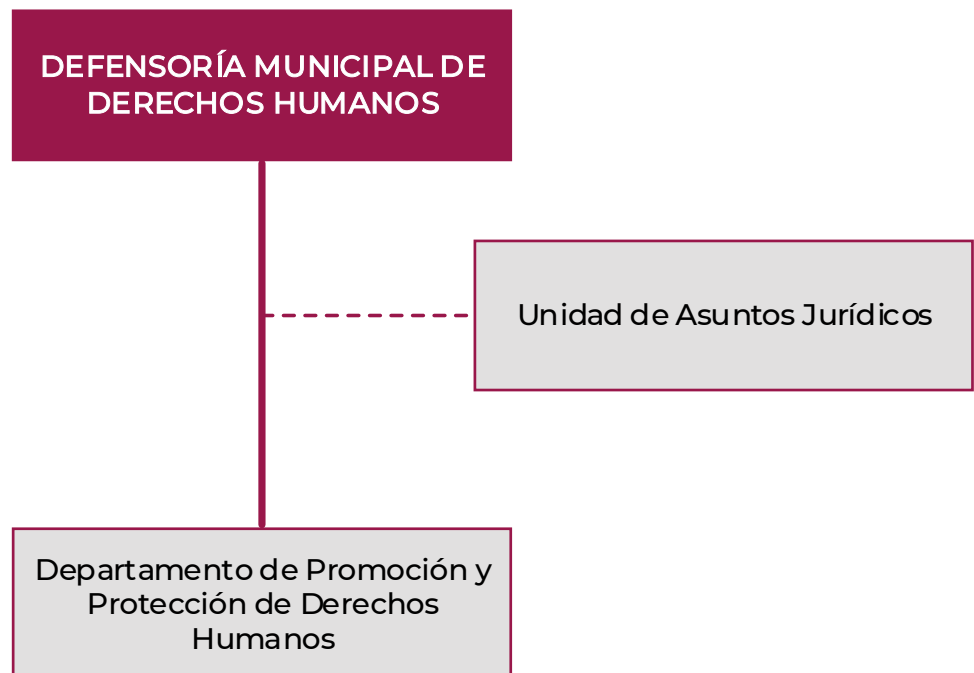 DEFENSORÍA MUNICIPAL DE
DERECHOS HUMANOS
Unidad de Asuntos Jurídicos
Departamento de Promoción y
Protección de Derechos
Humanos